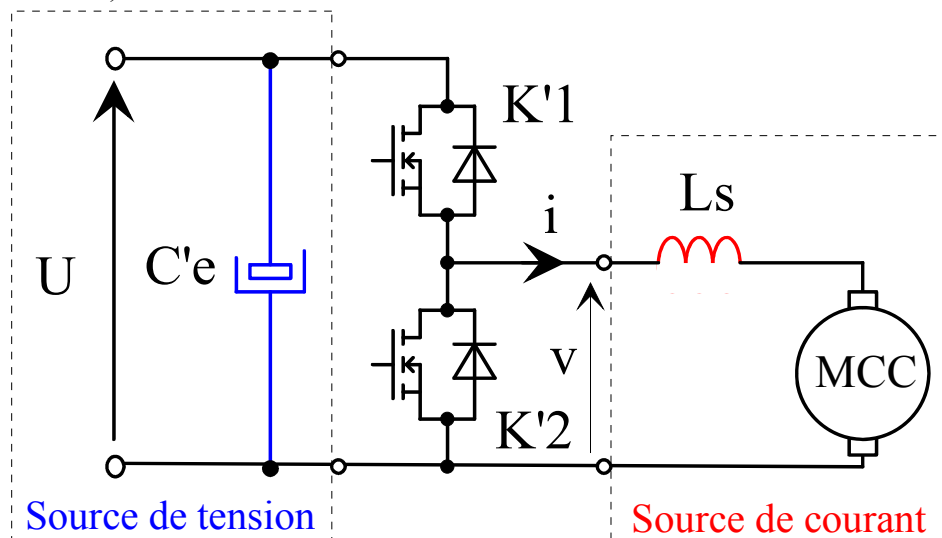 K'1
Ls
i
C'e
U
MCC
v
K'2
Source de tension
Source de courant